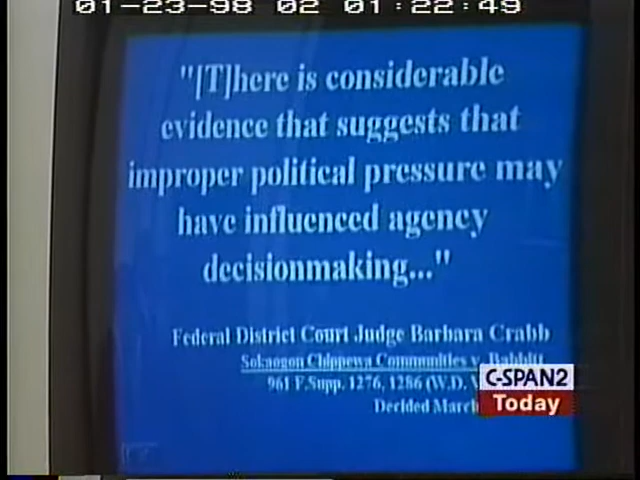 01-23-98 02 01:22:49
"[T]here is considerable
evidence that suggests that
improper political pressure may
have influenced agency
decisionmaking..."
Federal District Court Judge Barbara Crabb
Sokaogon Chippewa Communities v. Babbitt,
961 F.Supp. 1276, 1286 (W.D.
Decided March
C-SPAN2
Today